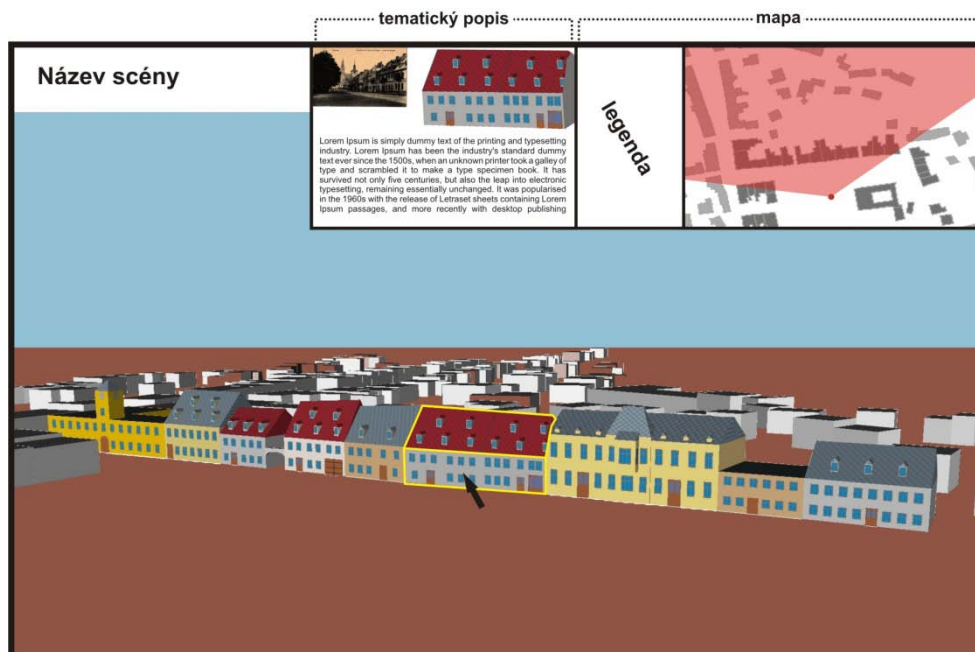 tematický popis
mapa
Název scény
Lorem Ipsum is simply dummy text of the printing and typesetting
industry. Lorem Ipsum has been the industry's standard dummy
text ever since the 1500s, when an unknown printer took a galley of
type and scrambled it to make a type specimen book. It has
survived not only five centuries, but also the leap into electronic
typesetting, remaining essentially unchanged. It was popularised
in the 1960s with the release of Letraset sheets containing Lorem
Ipsum passages, and more recently with desktop publishing
legenda